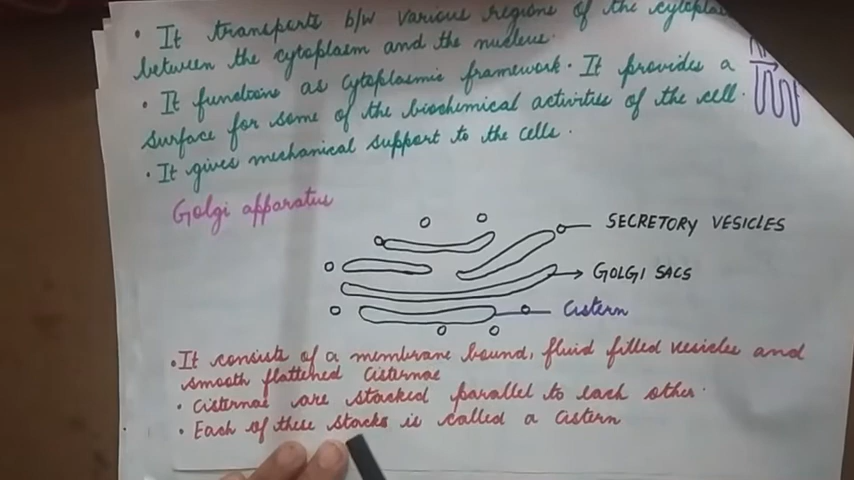 • It transports b/w various regions of the
between the cytoplasm and the nucleus.
• It functions as cytoplasmic framework. It provides a
surface for some of the biochemical activities of the cell.
• It gives mechanical support to the cells.
Golgi apparatus
SECRETORY VESICLES
GOLGI SACS
Cistern
• It consists of a membrane bound, fluid filled vesicles and
smooth flattened Cisternae
• Cisternae are stacked parallel to each other.
• Each of these stacks is called a Cistern